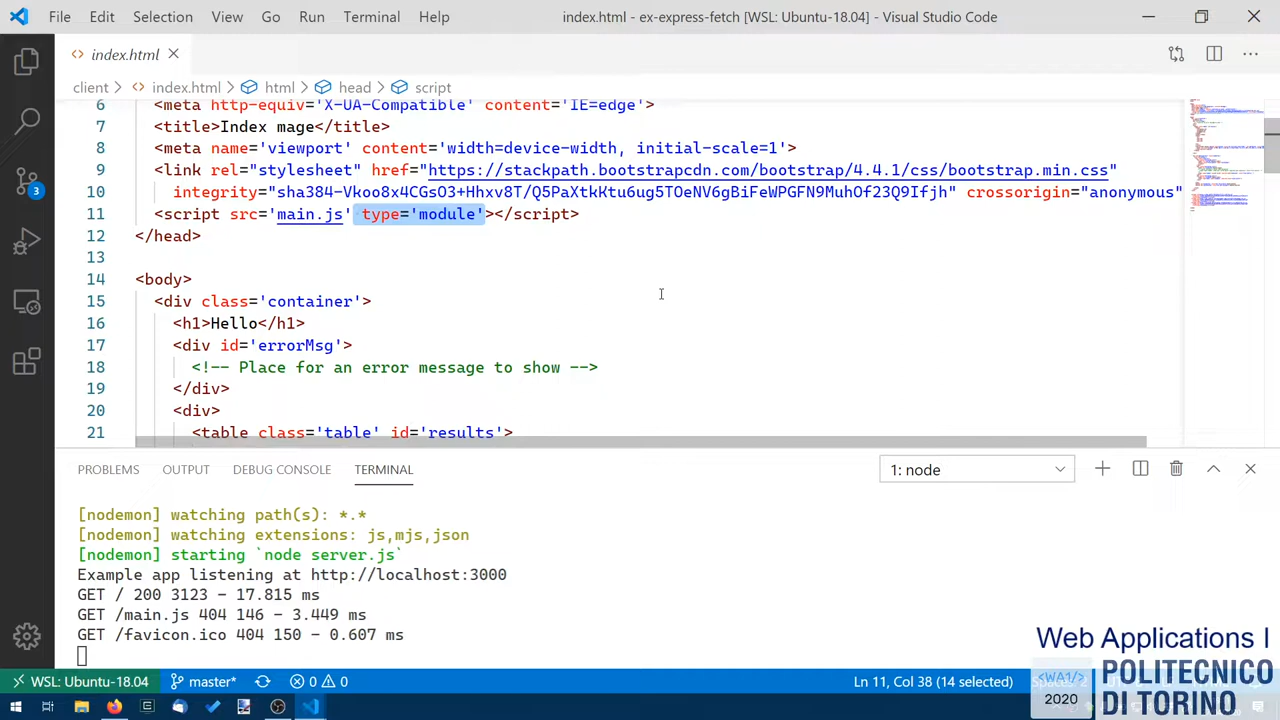 File Edit Selection View Go Run Terminal Help index.html - ex-express-fetch [WSL: Ubuntu-18.04] - Visual Studio Code
index.html
client > index.html > html > head > script
6 <meta http-equiv='X-UA-Compatible' content='IE=edge'>
7 <title>Index mage</title>
8 <meta name='viewport' content='width=device-width, initial-scale=1'>
9 <link rel="stylesheet" href="https://stackpath.bootstrapcdn.com/bootstrap/4.4.1/css/bootstrap.min.css"
10 integrity="sha384-Vkoo8x4CGsO3+Hhxv8T/Q5PaXtkKtu6ug5TOeNV6gBiFeWPGFN9MuhOf23Q9Ifjh" crossorigin="anonymous"
11 <script src='main.js' type='module'></script>
12 </head>
13
14 <body>
15 <div class='container'>
16 <h1>Hello</h1>
17 <div id='errorMsg'>
18 <!-- Place for an error message to show -->
19 </div>
20 <div>
21 <table class='table' id='results'>
PROBLEMS OUTPUT DEBUG CONSOLE TERMINAL 1: node
[nodemon] watching path(s): *.*
[nodemon] watching extensions: js,mjs,json
[nodemon] starting `node server.js`
Example app listening at http://localhost:3000
GET / 200 3123 - 17.815 ms
GET /main.js 404 146 - 3.449 ms
GET /favicon.ico 404 150 - 0.607 ms
Web Applications I
POLITECNICO
DI TORINO
<WA1/>
2020
WSL: Ubuntu-18.04 master* 0 0 Ln 11, Col 38 (14 selected)
3